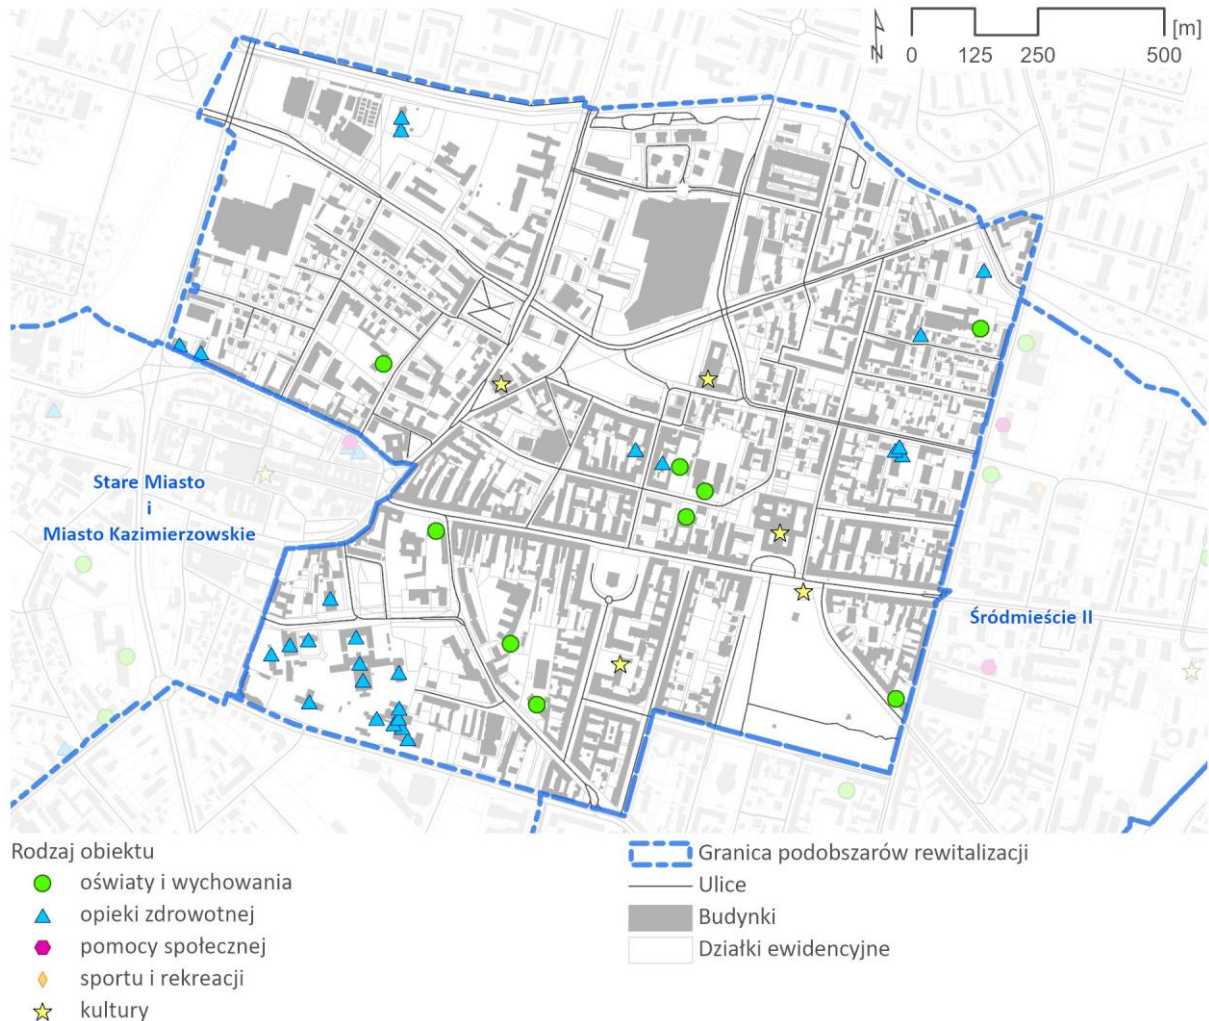 N
[m]
0 125 250 500
Stare Miasto
i
Miasto Kazimierzowskie
Śródmieście II
Rodzaj obiektu
oświaty i wychowania
opieki zdrowotnej
pomocy społecznej
sportu i rekreacji
kultury
Granica podobszarów rewitalizacji
Ulice
Budynki
Działki ewidencyjne